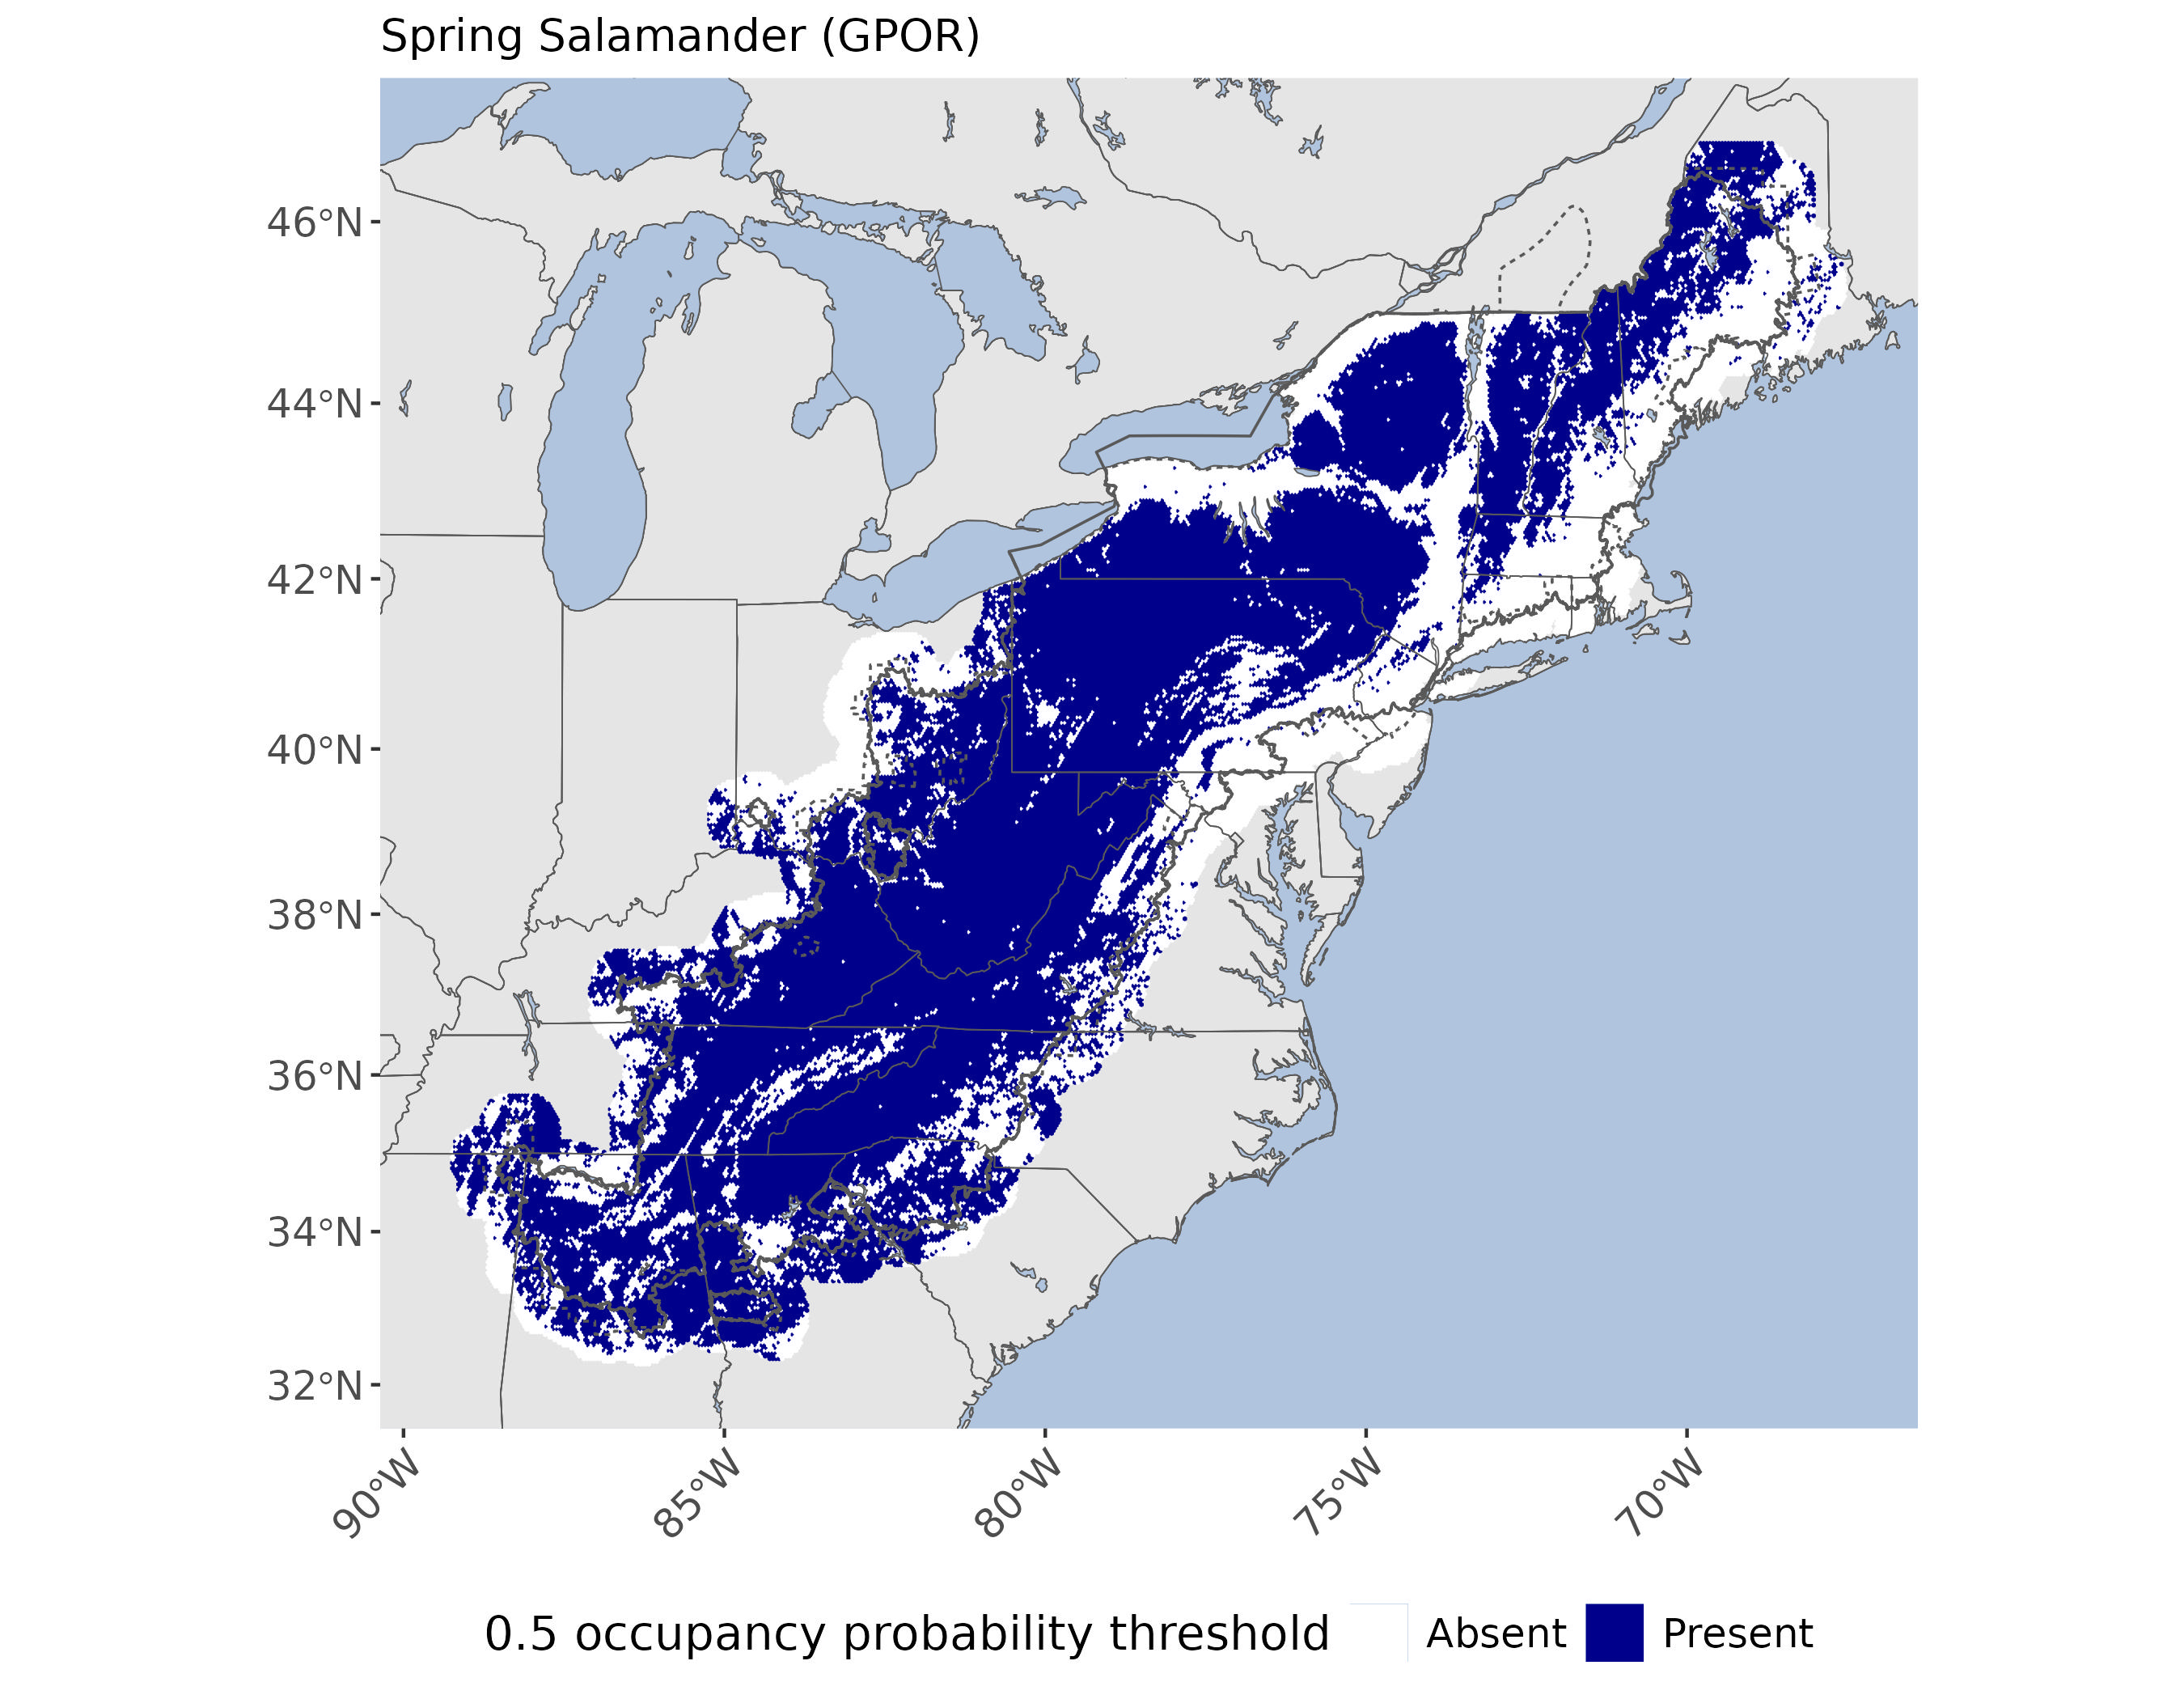 Spring Salamander (GPOR)
46°N
44°N
42°N
40°N
38°N
36°N
34°N
32°N
90°W 85°W 80°W 75°W 70°W
0.5 occupancy probability threshold Absent Present